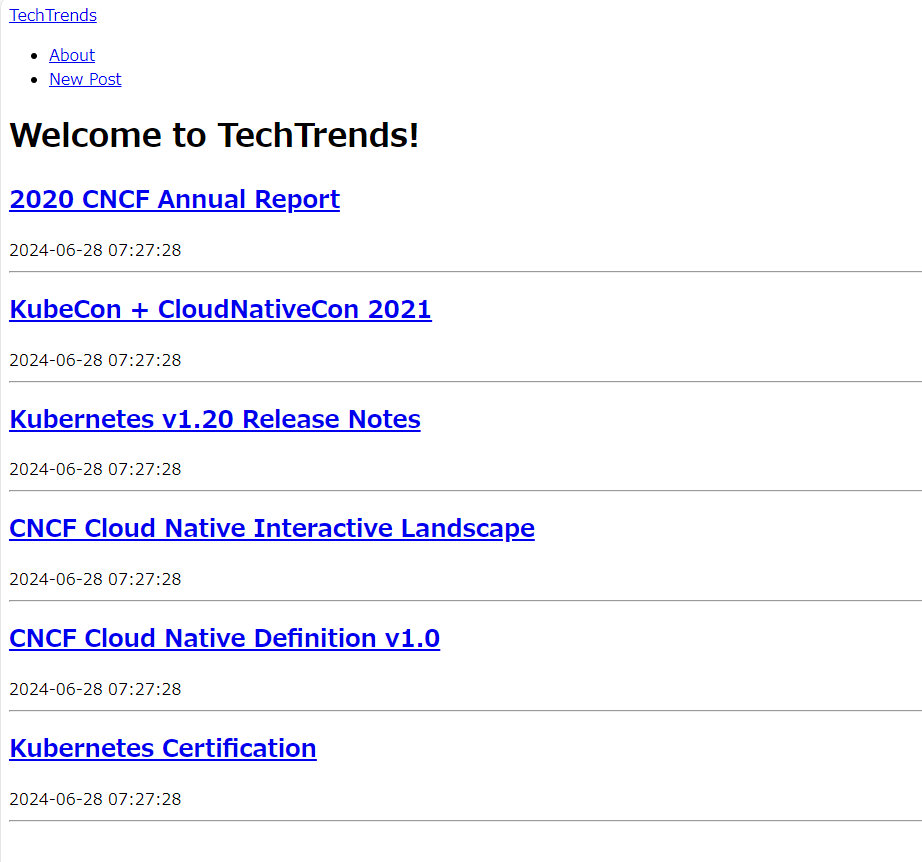 TechTrends
About
New Post
Welcome to TechTrends!
2020 CNCF Annual Report
2024-06-28 07:27:28
KubeCon + CloudNativeCon 2021
2024-06-28 07:27:28
Kubernetes v1.20 Release Notes
2024-06-28 07:27:28
CNCF Cloud Native Interactive Landscape
2024-06-28 07:27:28
CNCF Cloud Native Definition v1.0
2024-06-28 07:27:28
Kubernetes Certification
2024-06-28 07:27:28